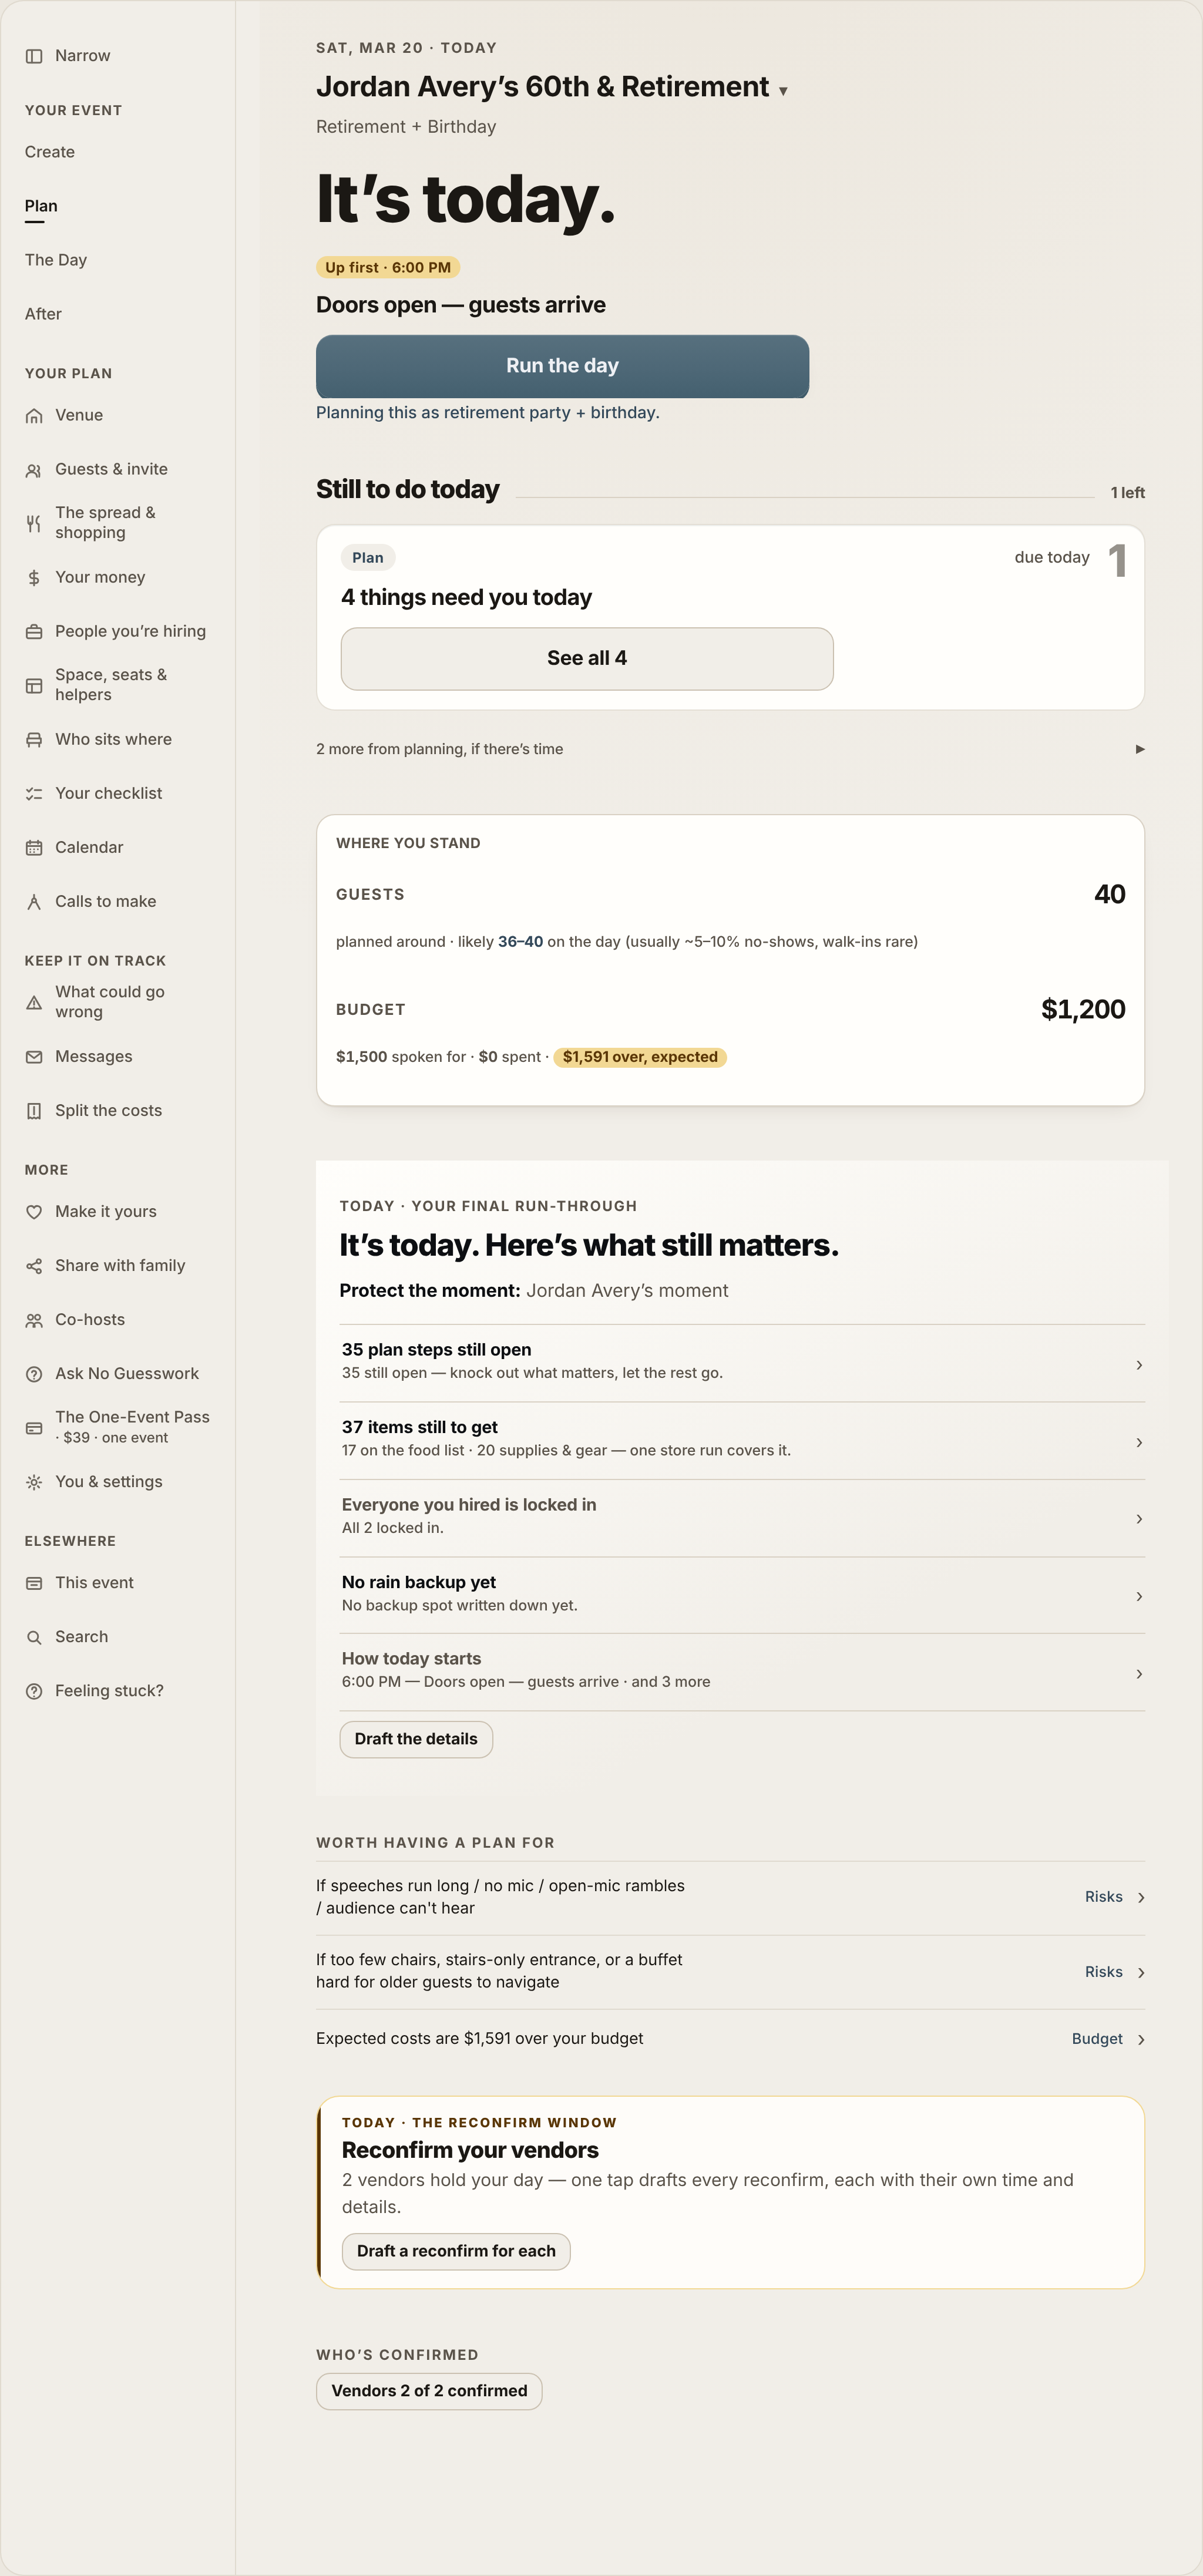 Narrow
YOUR EVENT
Create
Plan
The Day
After
YOUR PLAN
Venue
Guests & invite
The spread &
shopping
Your money
People you’re hiring
Space, seats &
helpers
Who sits where
Your checklist
Calendar
Calls to make
KEEP IT ON TRACK
What could go
wrong
Messages
Split the costs
MORE
Make it yours
Share with family
Co-hosts
Ask No Guesswork
The One-Event Pass
· $39 · one event
You & settings
ELSEWHERE
This event
Search
Feeling stuck?
SAT, MAR 20 · TODAY
Jordan Avery’s 60th & Retirement ▾
Retirement + Birthday
It’s today.
Up first · 6:00 PM
Doors open — guests arrive
Run the day
Planning this as retirement party + birthday.
Still to do today
1 left
Plan
due today 1
4 things need you today
See all 4
2 more from planning, if there’s time ▸
WHERE YOU STAND
GUESTS 40
planned around · likely 36–40 on the day (usually ~5–10% no-shows, walk-ins rare)
BUDGET $1,200
$1,500 spoken for · $0 spent · $1,591 over, expected
TODAY · YOUR FINAL RUN-THROUGH
It’s today. Here’s what still matters.
Protect the moment: Jordan Avery’s moment
35 plan steps still open
35 still open — knock out what matters, let the rest go. ›
37 items still to get
17 on the food list · 20 supplies & gear — one store run covers it. ›
Everyone you hired is locked in
All 2 locked in. ›
No rain backup yet
No backup spot written down yet. ›
How today starts
6:00 PM — Doors open — guests arrive · and 3 more ›
Draft the details
WORTH HAVING A PLAN FOR
If speeches run long / no mic / open-mic rambles
/ audience can't hear
Risks ›
If too few chairs, stairs-only entrance, or a buffet
hard for older guests to navigate
Risks ›
Expected costs are $1,591 over your budget
Budget ›
TODAY · THE RECONFIRM WINDOW
Reconfirm your vendors
2 vendors hold your day — one tap drafts every reconfirm, each with their own time and
details.
Draft a reconfirm for each
WHO’S CONFIRMED
Vendors 2 of 2 confirmed